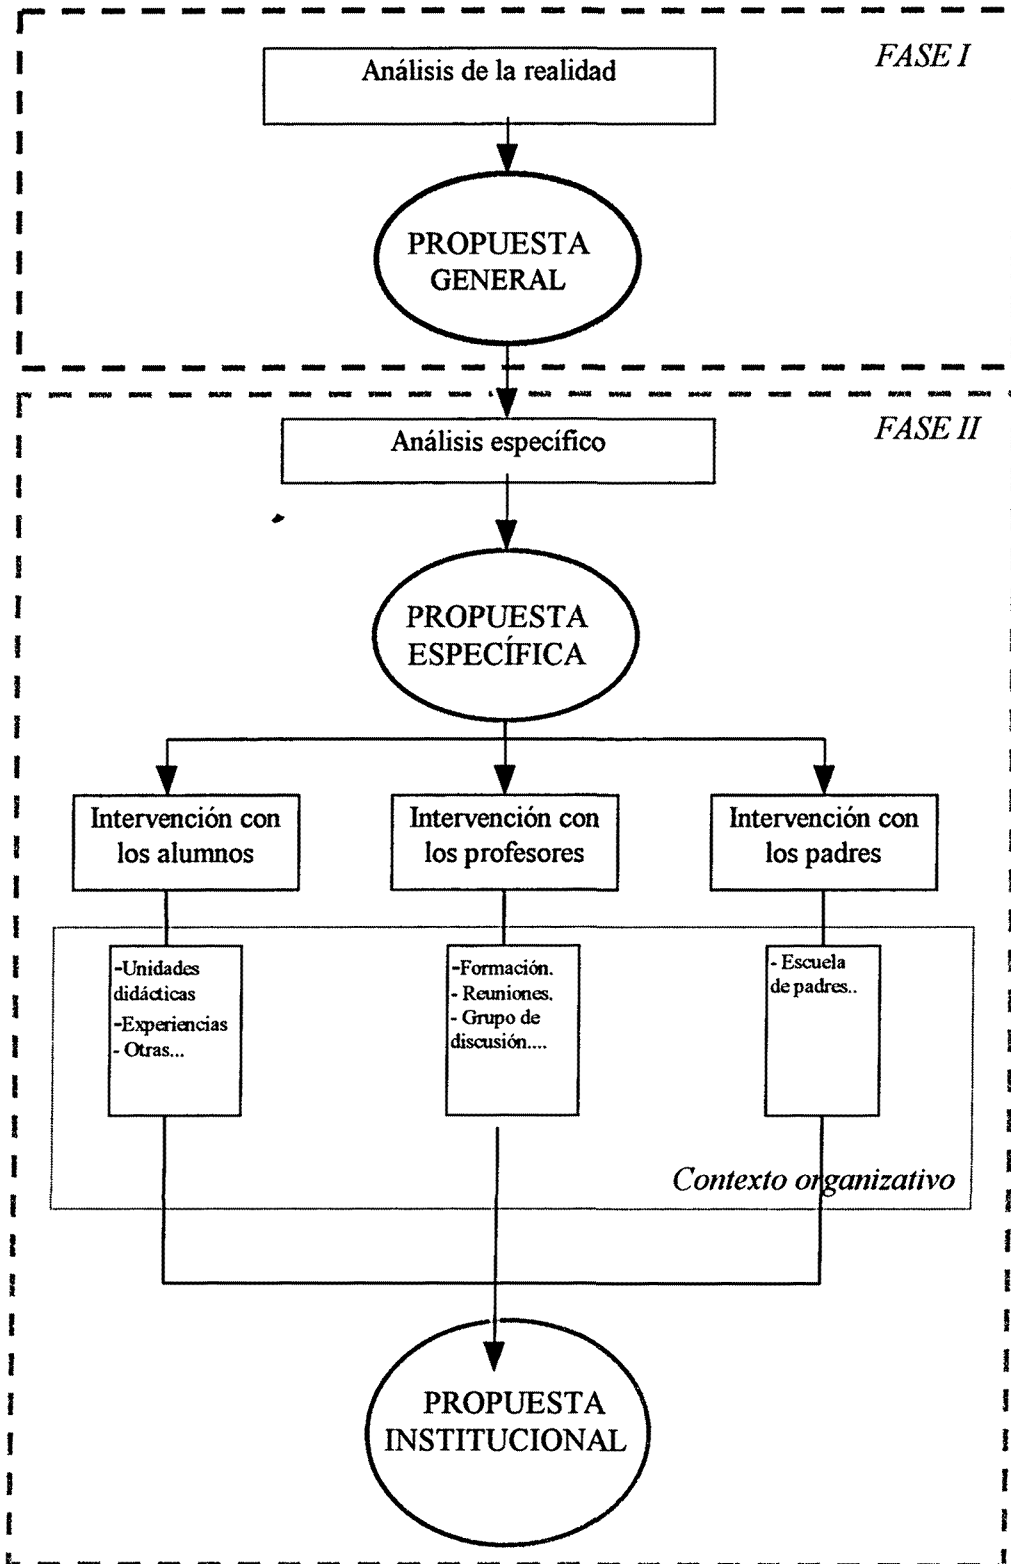 FASE I
Análisis de la realidad
PROPUESTA
GENERAL
FASE II
Análisis específico
PROPUESTA
ESPECÍFICA
Intervención con
los alumnos
Intervención con
los profesores
Intervención con
los padres
-Unidades
didácticas
-Experiencias
- Otras...
-Formación.
- Reuniones.
- Grupo de
discusión....
- Escuela
de padres..
Contexto organizativo
PROPUESTA
INSTITUCIONAL